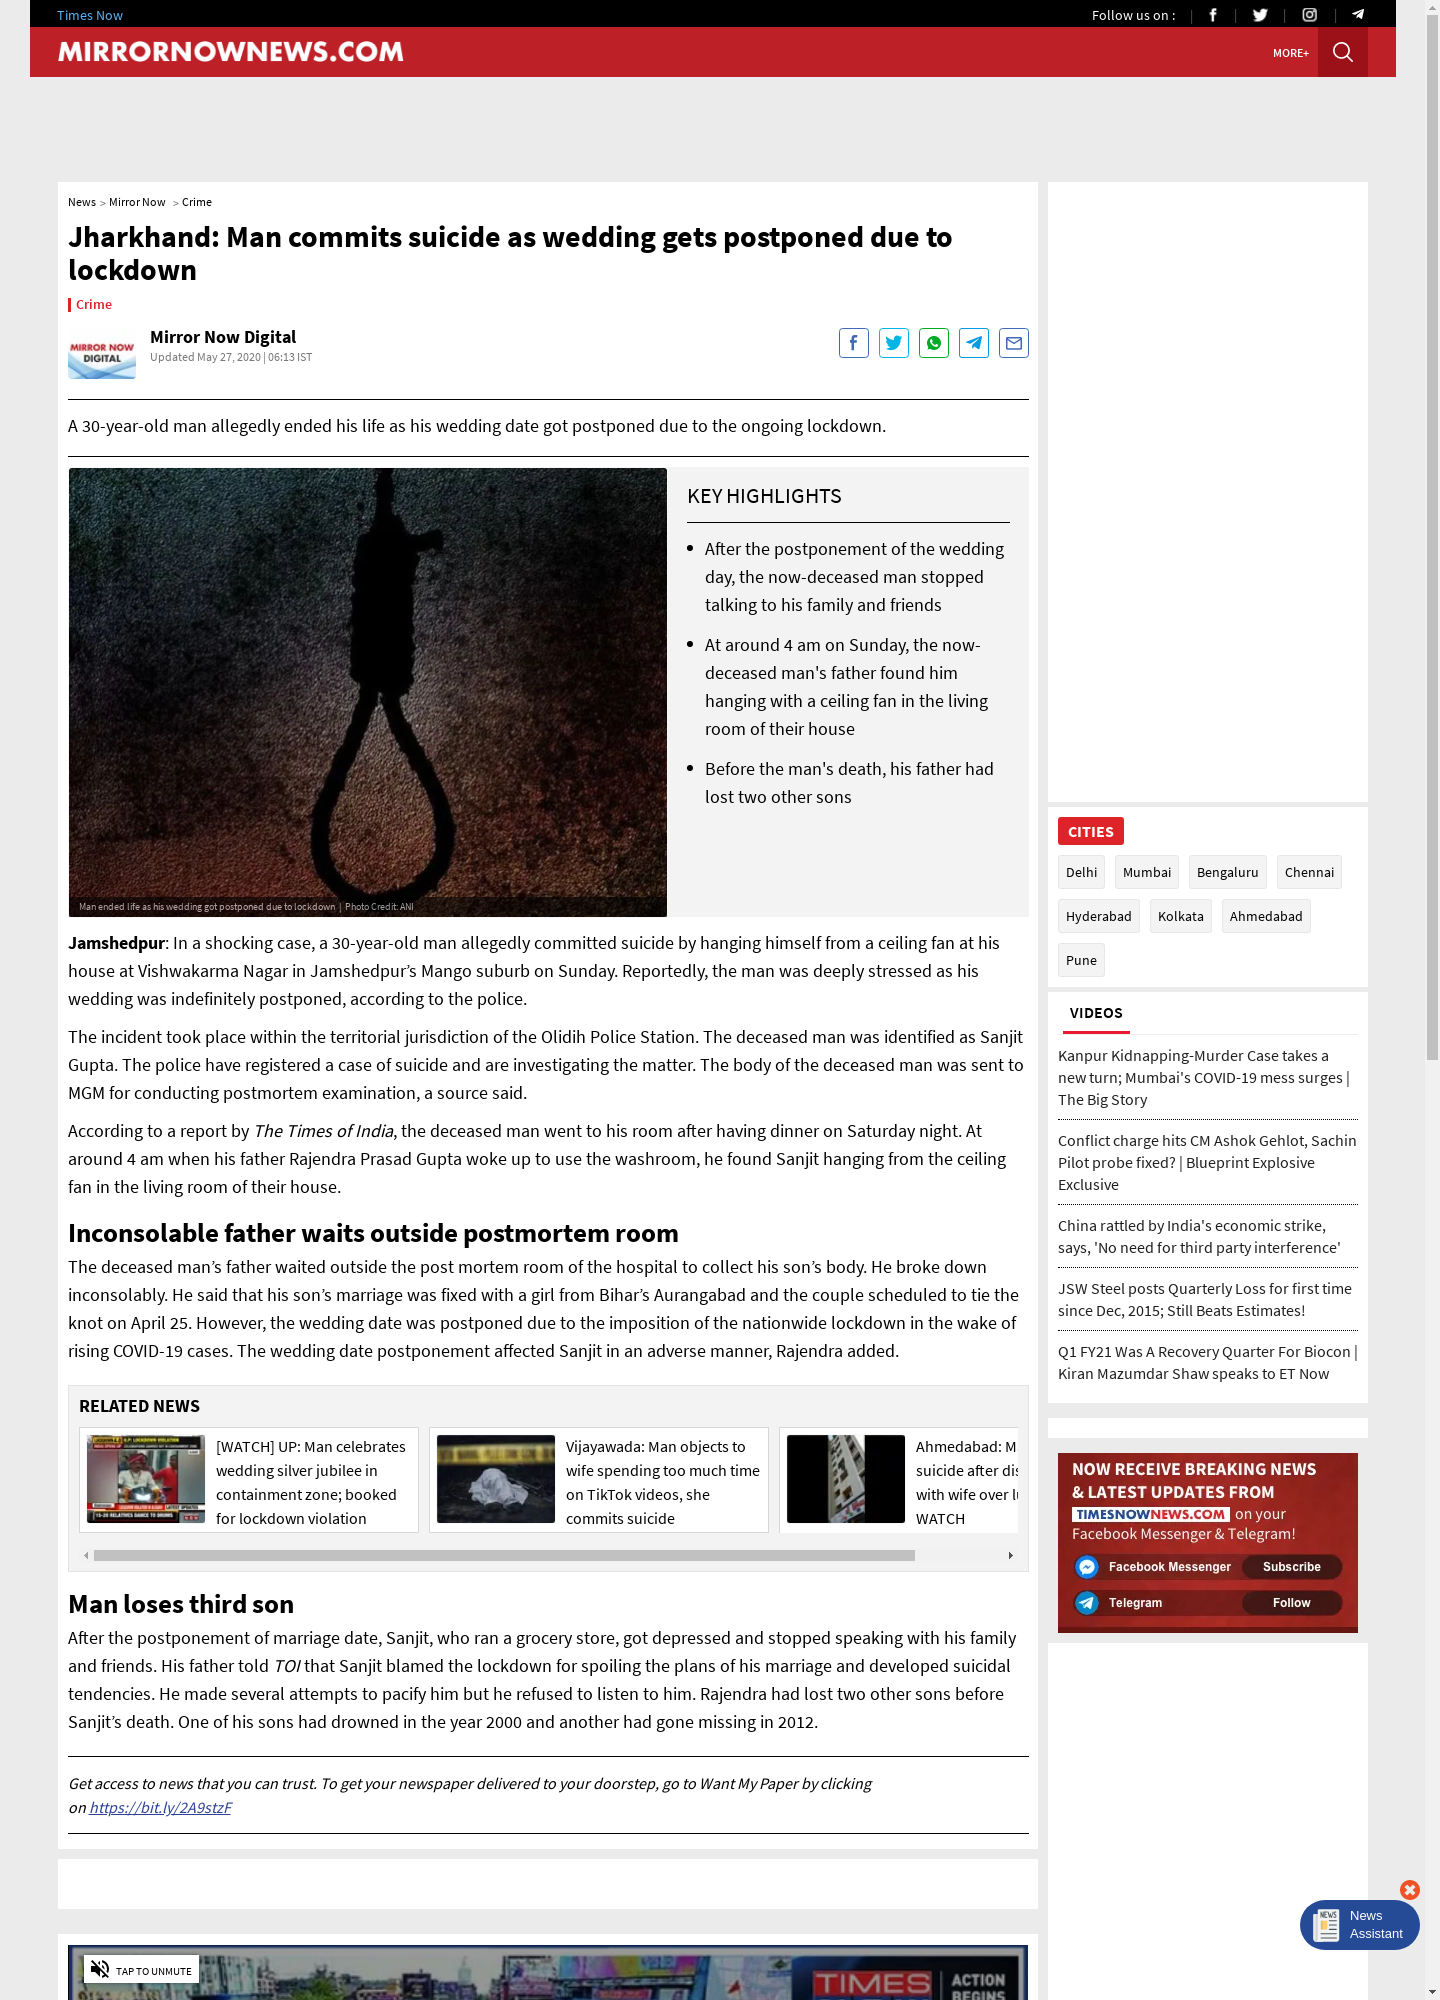 Times Now
Follow us on :
MIRRORNOWNEWS.COM
MORE+
News > Mirror Now > Crime
Jharkhand: Man commits suicide as wedding gets postponed due to
lockdown
Crime
MIRROR NOW
DIGITAL
Mirror Now Digital
Updated May 27, 2020 | 06:13 IST
A 30-year-old man allegedly ended his life as his wedding date got postponed due to the ongoing lockdown.
Man ended life as his wedding got postponed due to lockdown | Photo Credit: ANI
KEY HIGHLIGHTS
After the postponement of the wedding
day, the now-deceased man stopped
talking to his family and friends
At around 4 am on Sunday, the now-
deceased man's father found him
hanging with a ceiling fan in the living
room of their house
Before the man's death, his father had
lost two other sons
Jamshedpur: In a shocking case, a 30-year-old man allegedly committed suicide by hanging himself from a ceiling fan at his
house at Vishwakarma Nagar in Jamshedpur’s Mango suburb on Sunday. Reportedly, the man was deeply stressed as his
wedding was indefinitely postponed, according to the police.
The incident took place within the territorial jurisdiction of the Olidih Police Station. The deceased man was identified as Sanjit
Gupta. The police have registered a case of suicide and are investigating the matter. The body of the deceased man was sent to
MGM for conducting postmortem examination, a source said.
According to a report by The Times of India, the deceased man went to his room after having dinner on Saturday night. At
around 4 am when his father Rajendra Prasad Gupta woke up to use the washroom, he found Sanjit hanging from the ceiling
fan in the living room of their house.
Inconsolable father waits outside postmortem room
The deceased man’s father waited outside the post mortem room of the hospital to collect his son’s body. He broke down
inconsolably. He said that his son’s marriage was fixed with a girl from Bihar’s Aurangabad and the couple scheduled to tie the
knot on April 25. However, the wedding date was postponed due to the imposition of the nationwide lockdown in the wake of
rising COVID-19 cases. The wedding date postponement affected Sanjit in an adverse manner, Rajendra added.
RELATED NEWS
[WATCH] UP: Man celebrates
wedding silver jubilee in
containment zone; booked
for lockdown violation
Vijayawada: Man objects to
wife spending too much time
on TikTok videos, she
commits suicide
Ahmedabad: M
suicide after dis
with wife over lu
WATCH
Man loses third son
After the postponement of marriage date, Sanjit, who ran a grocery store, got depressed and stopped speaking with his family
and friends. His father told TOI that Sanjit blamed the lockdown for spoiling the plans of his marriage and developed suicidal
tendencies. He made several attempts to pacify him but he refused to listen to him. Rajendra had lost two other sons before
Sanjit’s death. One of his sons had drowned in the year 2000 and another had gone missing in 2012.
Get access to news that you can trust. To get your newspaper delivered to your doorstep, go to Want My Paper by clicking
on https://bit.ly/2A9stzF
TAP TO UNMUTE
TIMES
ACTION
BEGINS
CITIES
Delhi
Mumbai
Bengaluru
Chennai
Hyderabad
Kolkata
Ahmedabad
Pune
VIDEOS
Kanpur Kidnapping-Murder Case takes a
new turn; Mumbai's COVID-19 mess surges |
The Big Story
Conflict charge hits CM Ashok Gehlot, Sachin
Pilot probe fixed? | Blueprint Explosive
Exclusive
China rattled by India's economic strike,
says, 'No need for third party interference'
JSW Steel posts Quarterly Loss for first time
since Dec, 2015; Still Beats Estimates!
Q1 FY21 Was A Recovery Quarter For Biocon |
Kiran Mazumdar Shaw speaks to ET Now
NOW RECEIVE BREAKING NEWS
& LATEST UPDATES FROM
TIMESNOWNEWS.COM on your
Facebook Messenger & Telegram!
Facebook Messenger Subscribe
Telegram Follow
NEWS
News
Assistant